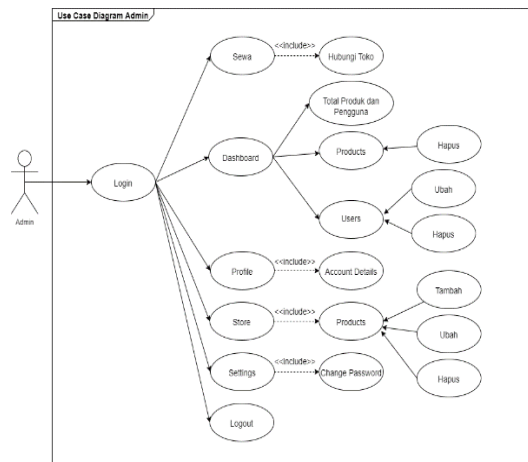 Use Case Diagram Admin
Sewa
<<include>>
Hubungi Toko
Total Produk dan
Pengguna
Dashboard
Products
Hapus
Login
Admin
Ubah
Users
Hapus
Profile
<<include>>
Account Details
Tambah
Store
<<include>>
Products
Ubah
Settings
<<include>>
Change Password
Hapus
Logout